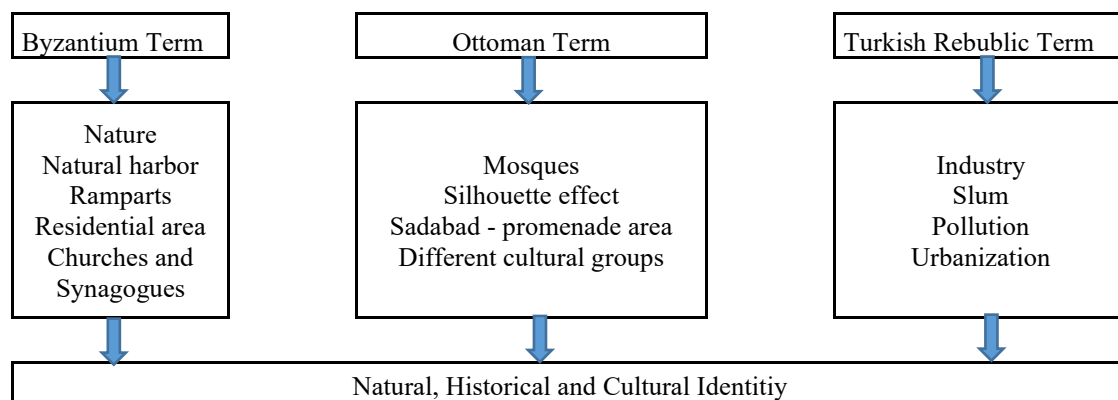 Byzantium Term
Ottoman Term
Turkish Rebublic Term
Nature
Natural harbor
Ramparts
Residential area
Churches and
Synagogues
Mosques
Silhouette effect
Sadabad - promenade area
Different cultural groups
Industry
Slum
Pollution
Urbanization
Natural, Historical and Cultural Identitiy